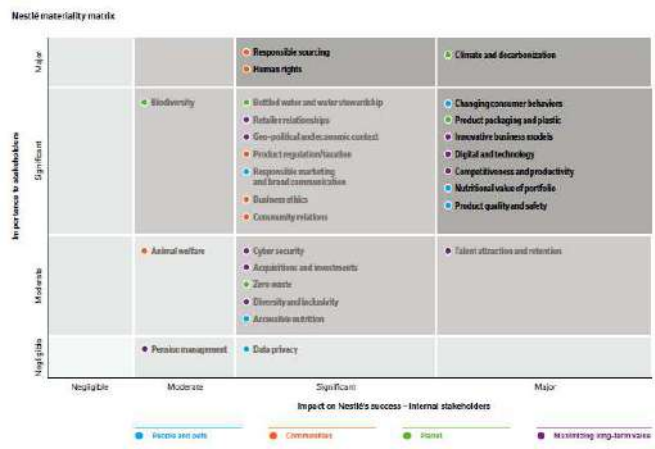 Nestlé materiality matrix
Importance to stakeholders
Major
Responsible sourcing
Human rights
Climate and decarbonization
Significant
Biodiversity
Bottled water and water stewardship
Retailer relationships
Geo-political and economic context
Product regulation/taxation
Responsible marketing
and brand communication
Business ethics
Community relations
Changing consumer behaviors
Product packaging and plastic
Innovative business models
Digital and technology
Competitiveness and productivity
Nutritional value of portfolio
Product quality and safety
Moderate
Animal welfare
Cyber security
Acquisitions and investments
Zero waste
Diversity and inclusivity
Accessible nutrition
Talent attraction and retention
Negligible
Pension management
Data privacy
Negligible
Moderate
Significant
Major
Impact on Nestlé's success – Internal stakeholders
People and pets
Communities
Planet
Maximizing long-term value